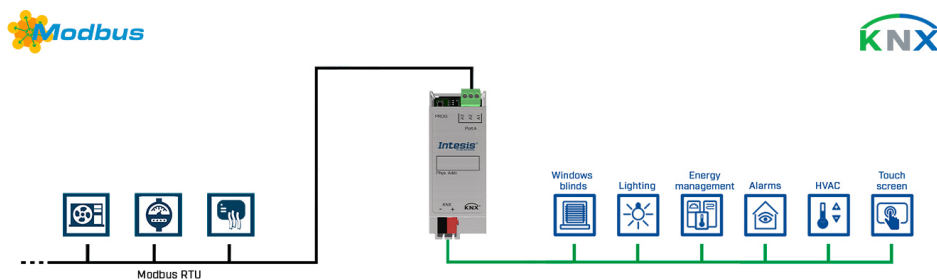 Modbus
KNX
PROG
Port A
Intesis
Phys. Addr.
KNX
- +
KNX
Windows
blinds
Lighting
Energy
management
Alarms
HVAC
Touch
screen
Modbus RTU